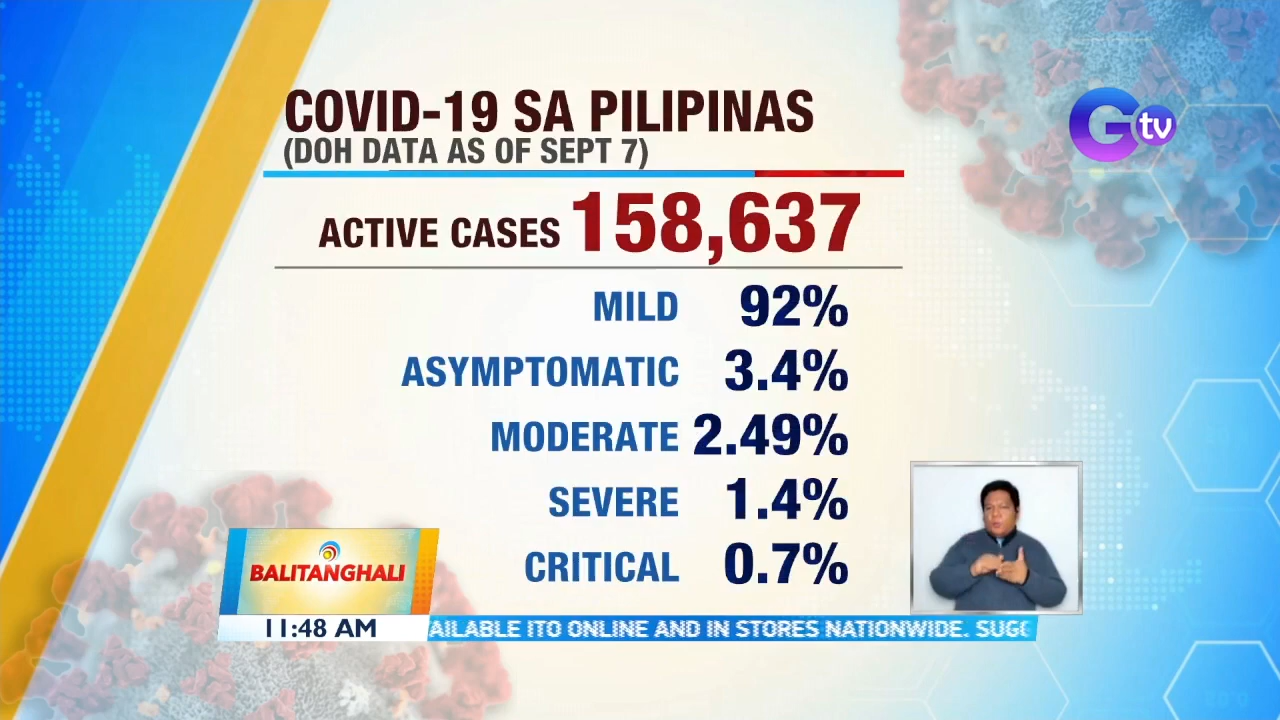 COVID-19 SA PILIPINAS
(DOH DATA AS OF SEPT 7)
Gtv
ACTIVE CASES 158,637
MILD 92%
ASYMPTOMATIC 3.4%
MODERATE 2.49%
SEVERE 1.4%
CRITICAL 0.7%
BALITANGHALI
11:48 AM
AILABLE ITO ONLINE AND IN STORES NATIONWIDE. SUGG